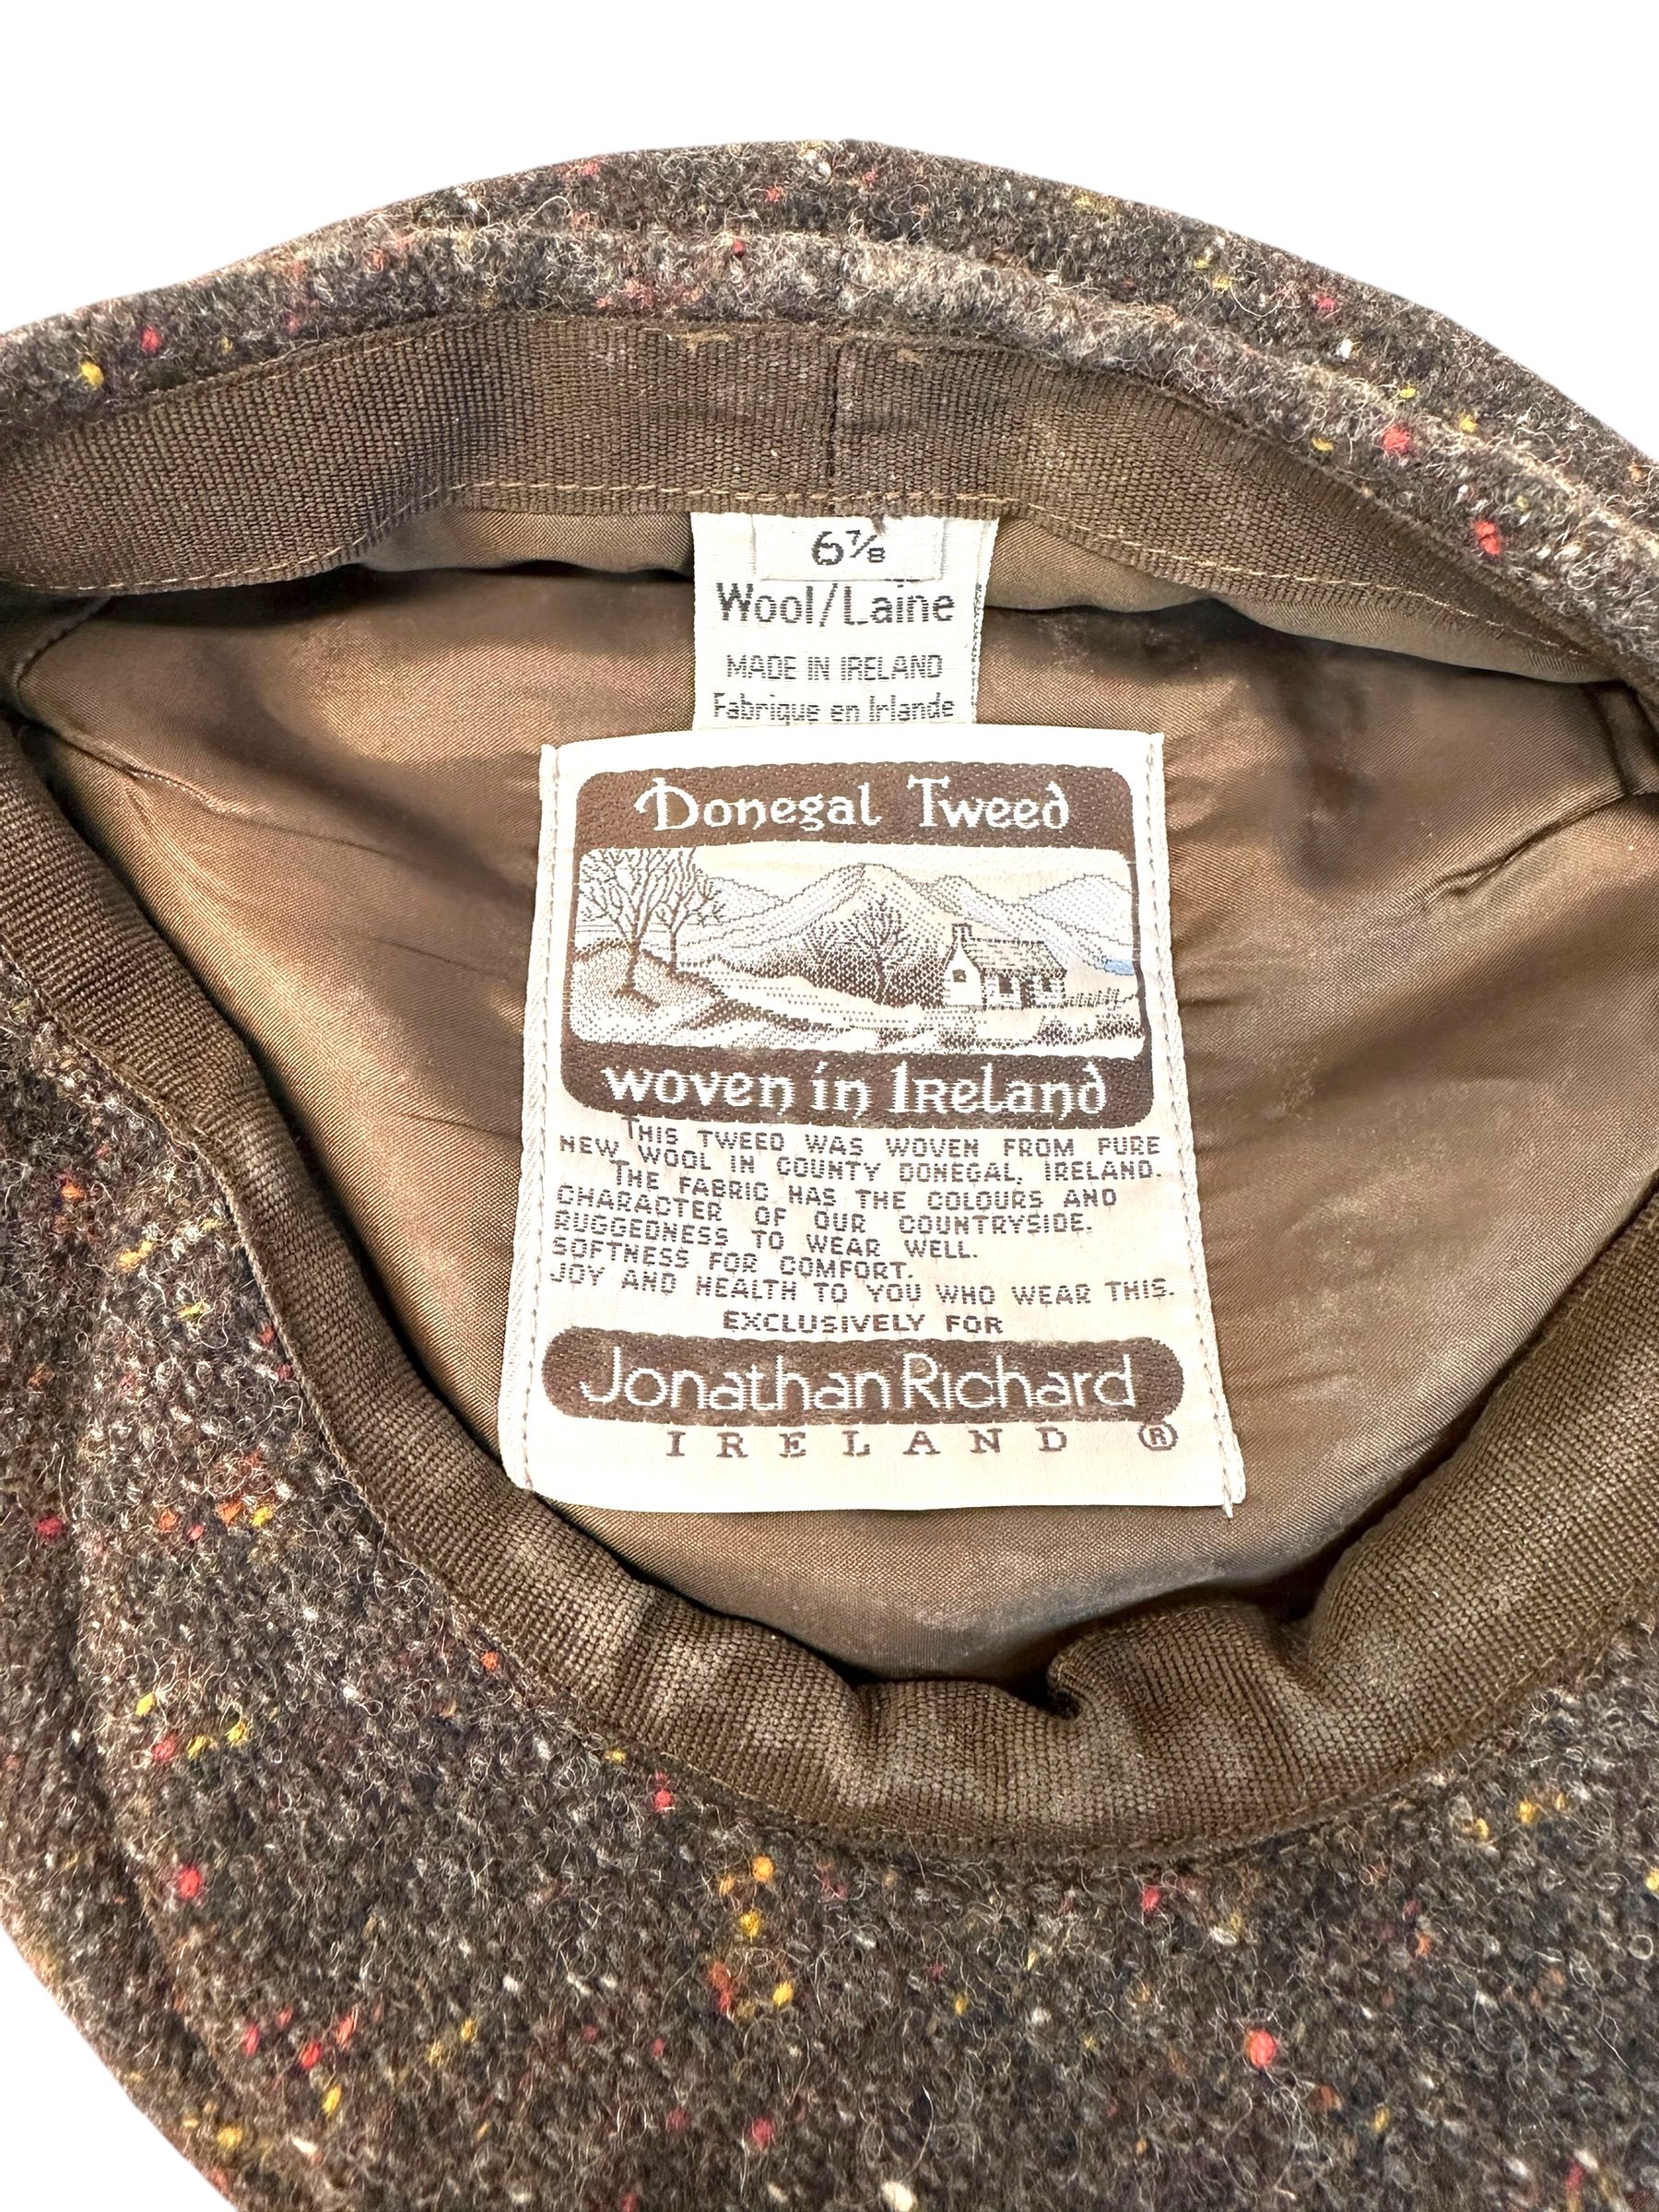 6⅞
Wool/Laine
MADE IN IRELAND
Fabrique en Irlande
Donegal Tweed
woven in Ireland
THIS TWEED WAS WOVEN FROM PURE
NEW WOOL IN COUNTY DONEGAL, IRELAND.
THE FABRIC HAS THE COLOURS AND
CHARACTER OF OUR COUNTRYSIDE.
RUGGEDNESS TO WEAR WELL.
SOFTNESS FOR COMFORT.
JOY AND HEALTH TO YOU WHO WEAR THIS.
EXCLUSIVELY FOR
Jonathan Richard
IRELAND ®